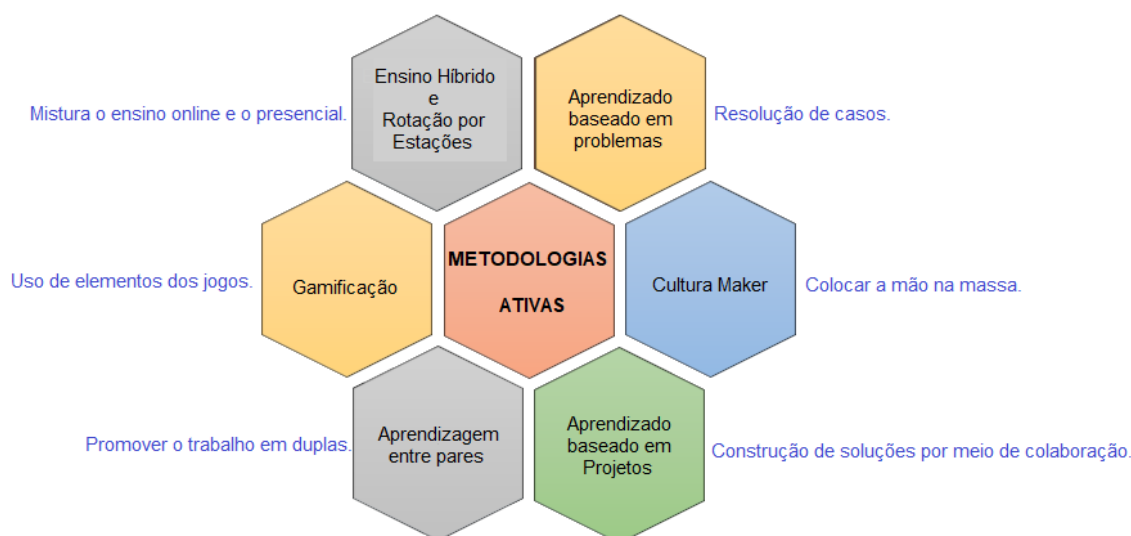 Ensino Híbrido
e
Rotação por
Estações
Mistura o ensino online e o presencial.
Aprendizado
baseado em
problemas
Resolução de casos.
Gamificação
Uso de elementos dos jogos.
METODOLOGIAS
ATIVAS
Cultura Maker
Colocar a mão na massa.
Aprendizagem
entre pares
Promover o trabalho em duplas.
Aprendizado
baseado em
Projetos
Construção de soluções por meio de colaboração.